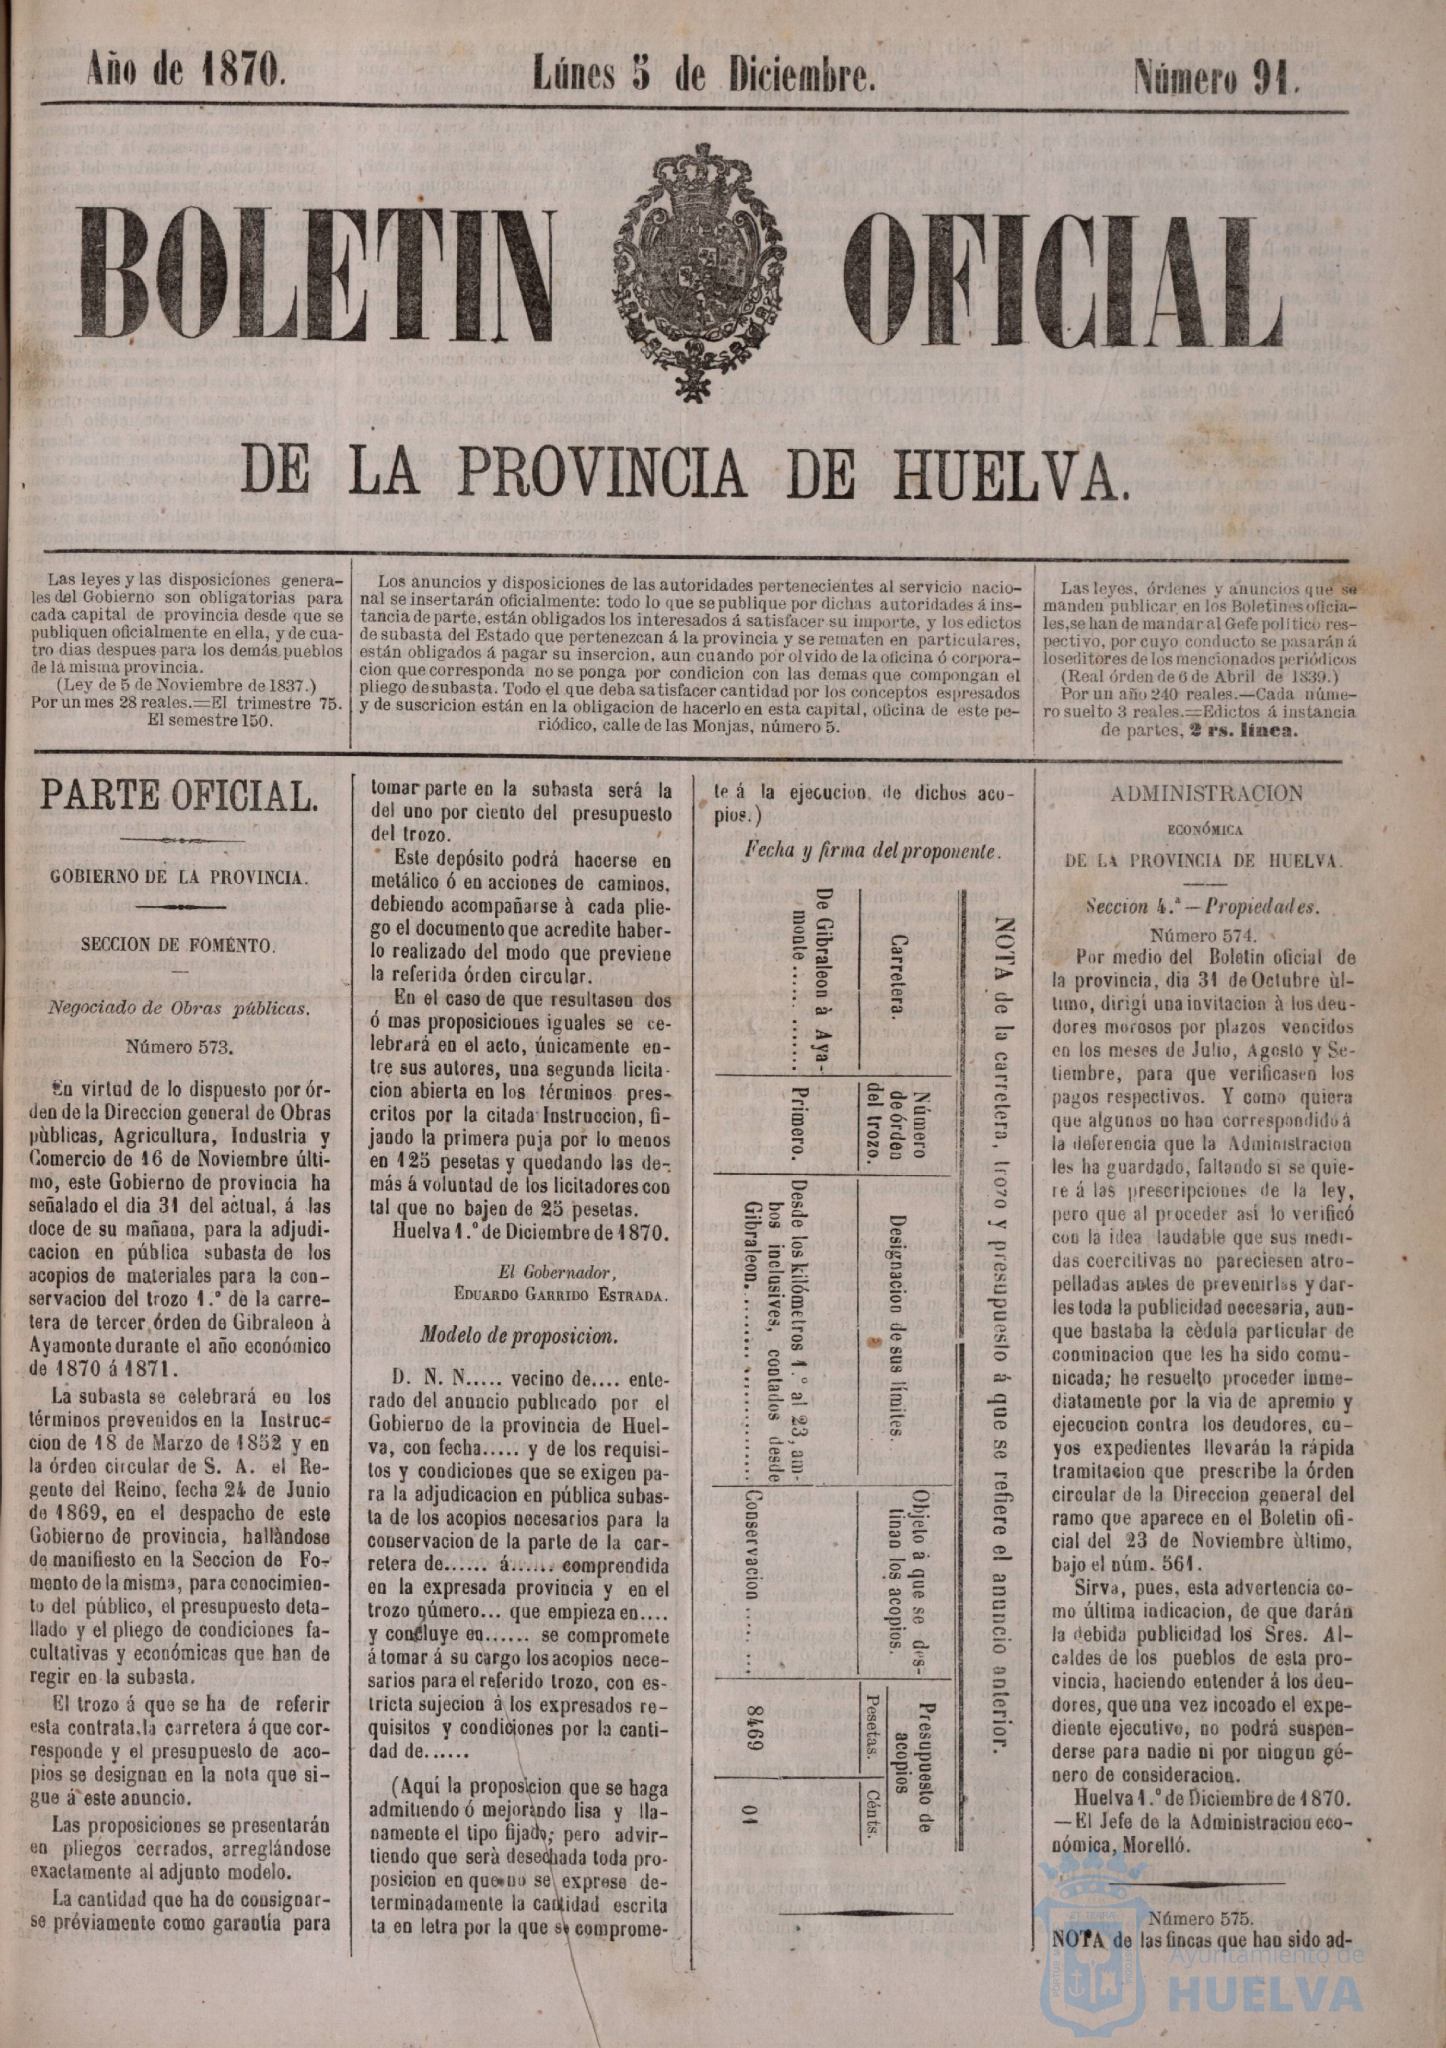 Año de 1870.
Lúnes 5 de Diciembre.
Número 91.
BOLETIN OFICIAL
DE LA PROVINCIA DE HUELVA.
Las leyes y las disposiciones genera-
les del Gobierno son obligatorias para
cada capital de provincia desde que se
publiquen oficialmente en ella, y de cua-
tro dias despues para los demás pueblos
de la misma provincia.
(Ley de 5 de Noviembre de 1837.)
Por un mes 28 reales.=El trimestre 75.
El semestre 150.
Los anuncios y disposiciones de las autoridades pertenecientes al servicio nacio-
nal se insertarán oficialmente: todo lo que se publique por dichas autoridades á ins-
tancia de parte, están obligados los interesados á satisfacer su importe, y los edictos
de subasta del Estado que pertenezcan á la provincia y se rematen en particulares,
están obligados á pagar su insercion, aun cuando por olvido de la oficina ó corpora-
cion que corresponda no se ponga por condicion con las demas que compongan el
pliego de subasta. Todo el que deba satisfacer cantidad por los conceptos espresados
y de suscricion están en la obligacion de hacerlo en esta capital, oficina de este pe-
riódico, calle de las Monjas, número 5.
Las leyes, órdenes y anuncios que se
manden publicar en los Boletines oficia-
les, se han de mandar al Gefe político res-
pectivo, por cuyo conducto se pasarán á
los editores de los mencionados periódicos
(Real órden de 6 de Abril de 1839.)
Por un año 240 reales.—Cada núme-
ro suelto 3 reales.=Edictos á instancia
de partes, 2 rs. línea.
PARTE OFICIAL.
GOBIERNO DE LA PROVINCIA.
SECCION DE FOMENTO.
Negociado de Obras públicas.
Número 573.
En virtud de lo dispuesto por ór-
den de la Direccion general de Obras
pùblicas, Agricultura, Industria y
Comercio de 16 de Noviembre últi-
mo, este Gobierno de provincia ha
señalado el dia 31 del actual, á las
doce de su mañana, para la adjudi-
cacion en pública subasta de los
acopios de materiales para la con-
servacion del trozo 1.º de la carre-
tera de tercer órden de Gibraleon à
Ayamonte durante el año económico
de 1870 á 1871.
La subasta se celebrará en los
términos prevenidos en la Instruc-
cion de 18 de Marzo de 1852 y en
la órden circular de S. A. el Re-
gente del Reino, fecha 24 de Junio
de 1869, en el despacho de este
Gobierno de provincia, hallàndose
de manifiesto en la Seccion de Fo-
mento de la misma, para conocimien-
to del público, el presupuesto deta-
llado y el pliego de condiciones fa-
cultativas y económicas que han de
regir en la subasta.
El trozo á que se ha de referir
esta contrata, la carretera á que cor-
responde y el presupuesto de aco-
pios se designan en la nota que si-
gue á este anuncio.
Las proposiciones se presentarán
en pliegos cerrados, arreglándose
exactamente al adjunto modelo.
La cantidad que ha de consignar-
se préviamente como garantía para
tomar parte en la subasta será la
del uno por ciento del presupuesto
del trozo.
Este depósito podrá hacerse en
metálico ó en acciones de caminos,
debiendo acompañarse à cada plie-
go el documento que acredite haber-
lo realizado del modo que previene
la referida órden circular.
En el caso de que resultasen dos
ó mas proposiciones iguales se ce-
lebrará en el acto, únicamente en-
tre sus autores, una segunda licita-
cion abierta en los términos pres-
critos por la citada Instruccion, fi-
jando la primera puja por lo menos
en 125 pesetas y quedando las de-
más á voluntad de los licitadores con
tal que no bajen de 25 pesetas.
Huelva 1.º de Diciembre de 1870.
El Gobernador,
EDUARDO GARRIDO ESTRADA.
Modelo de proposicion.
D. N. N..... vecino de.... ente-
rado del anuncio publicado por el
Gobierno de la provincia de Huel-
va, con fecha..... y de los requisi-
tos y condiciones que se exigen pa-
ra la adjudicacion en pública subas-
ta de los acopios necesarios para la
conservacion de la parte de la car-
retera de...... á...... comprendida
en la expresada provincia y en el
trozo número... que empieza en....
y concluye en...... se compromete
á tomar á su cargo los acopios nece-
sarios para el referido trozo, con es-
tricta sujecion à los expresados re-
quisitos y condiciones por la canti-
dad de......
(Aquí la proposicion que se haga
admitiendo ó mejorando lisa y lla-
namente el tipo fijado; pero advir-
tiendo que serà desechada toda pro-
posicion en que no se exprese de-
terminadamente la cantidad escrita
ta en letra por la que se comprome-
te á la ejecucion de dichos aco-
pios.)
Fecha y firma del proponente.
NOTA de la carretera, trozo y presupuesto á que se refiere el anuncio anterior.
Carretera.
Número
de órden
del trozo.
Designacion de sus límites.
Objeto à que se des-
tinan los acopios.
Presupuesto de
acopios
Pesetas.
Cénts.
De Gibraleon à Aya-
monte
Primero.
Desde los kilómetros 1.º al 23, am-
bos inclusives, contados desde
Gibraleon.
Conservacion
8469
01
ADMINISTRACION
ECONÓMICA
DE LA PROVINCIA DE HUELVA.
Seccion 4.ª—Propiedades.
Número 574.
Por medio del Boletin oficial de
la provincia, dia 31 de Octubre ùl-
timo, dirigí una invitacion à los deu-
dores morosos por plazos vencidos
en los meses de Julio, Agosto y Se-
tiembre, para que verificasen los
pagos respectivos. Y como quiera
que algunos no han correspondido á
la deferencia que la Administracion
les ha guardado, faltando si se quie-
re á las prescripciones de la ley,
pero que al proceder así lo verificó
con la idea laudable que sus medi-
das coercitivas no pareciesen atro-
pelladas antes de prevenirlas y dar-
les toda la publicidad necesaria, aun-
que bastaba la cèdula particular de
conminacion que les ha sido comu-
nicada; he resuelto proceder inme-
diatamente por la via de apremio y
ejecucion contra los deudores, cu-
yos expedientes llevarán la rápida
tramitacion que prescribe la órden
circular de la Direccion general del
ramo que aparece en el Boletin ofi-
cial del 23 de Noviembre ùltimo,
bajo el núm. 561.
Sirva, pues, esta advertencia co-
mo última indicacion, de que darán
la debida publicidad los Sres. Al-
caldes de los pueblos de esta pro-
vincia, haciendo entender á los deu-
dores, que una vez incoado el expe-
diente ejecutivo, no podrá suspen-
derse para nadie ni por ningun gé-
nero de consideracion.
Huelva 1.º de Diciembre de 1870.
—El Jefe de la Administracion eco-
nómica, Morelló.
Número 575.
NOTA de las fincas que han sido ad-
Ayuntamiento de
HUELVA